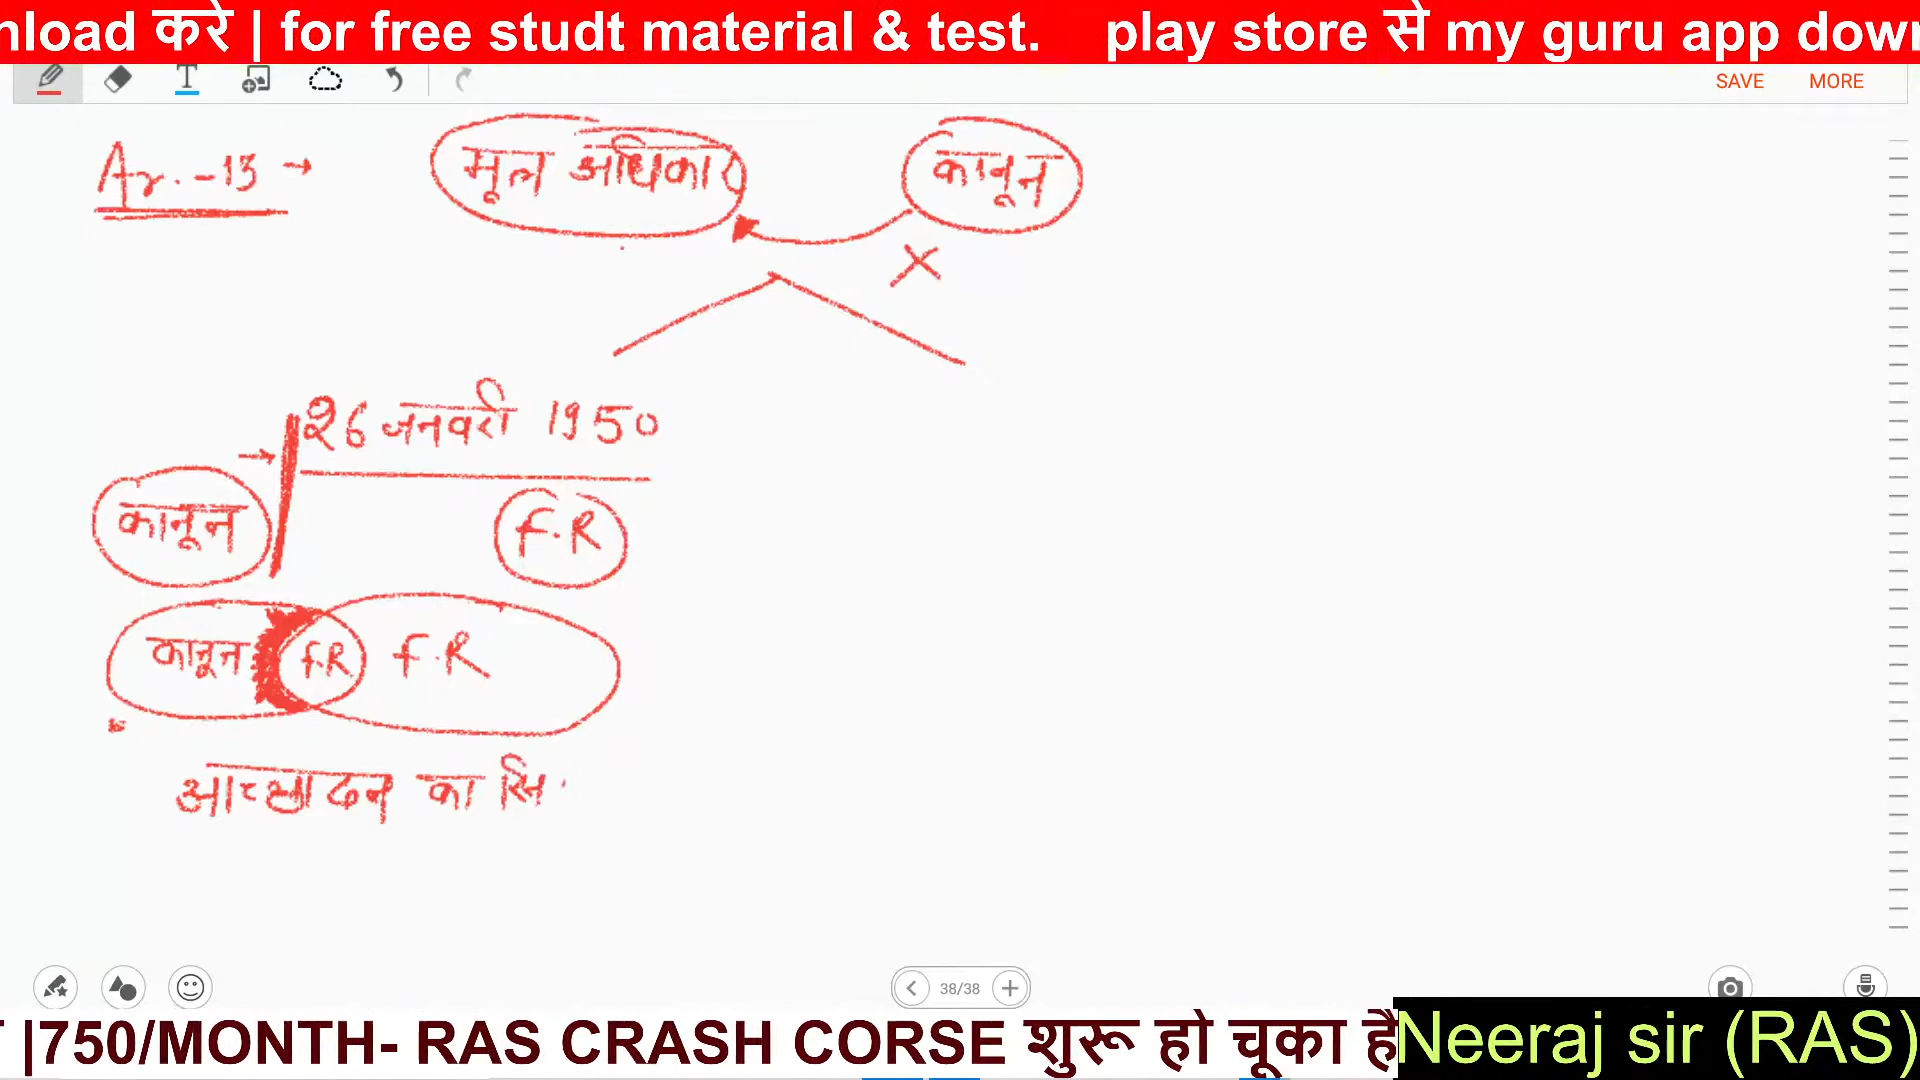 nload करे | for free studt material & test. play store से my guru app down
SAVE MORE
Ar. -13 → मूल अधिकार कानून
×
26 जनवरी 1950
कानून F.R
कानून F.R F.R
आच्छादन का सि
38/38
|750/MONTH- RAS CRASH CORSE शुरू हो चूका है Neeraj sir (RAS)